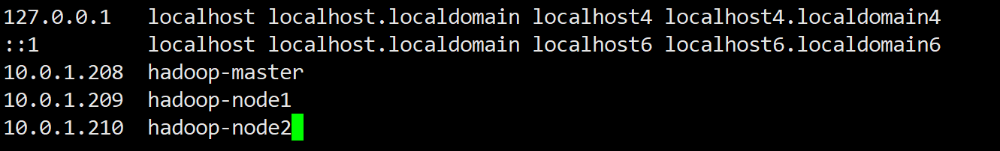 127.0.0.1   localhost localhost.localdomain localhost4 localhost4.localdomain4
::1         localhost localhost.localdomain localhost6 localhost6.localdomain6
10.0.1.208  hadoop-master
10.0.1.209  hadoop-node1
10.0.1.210  hadoop-node2